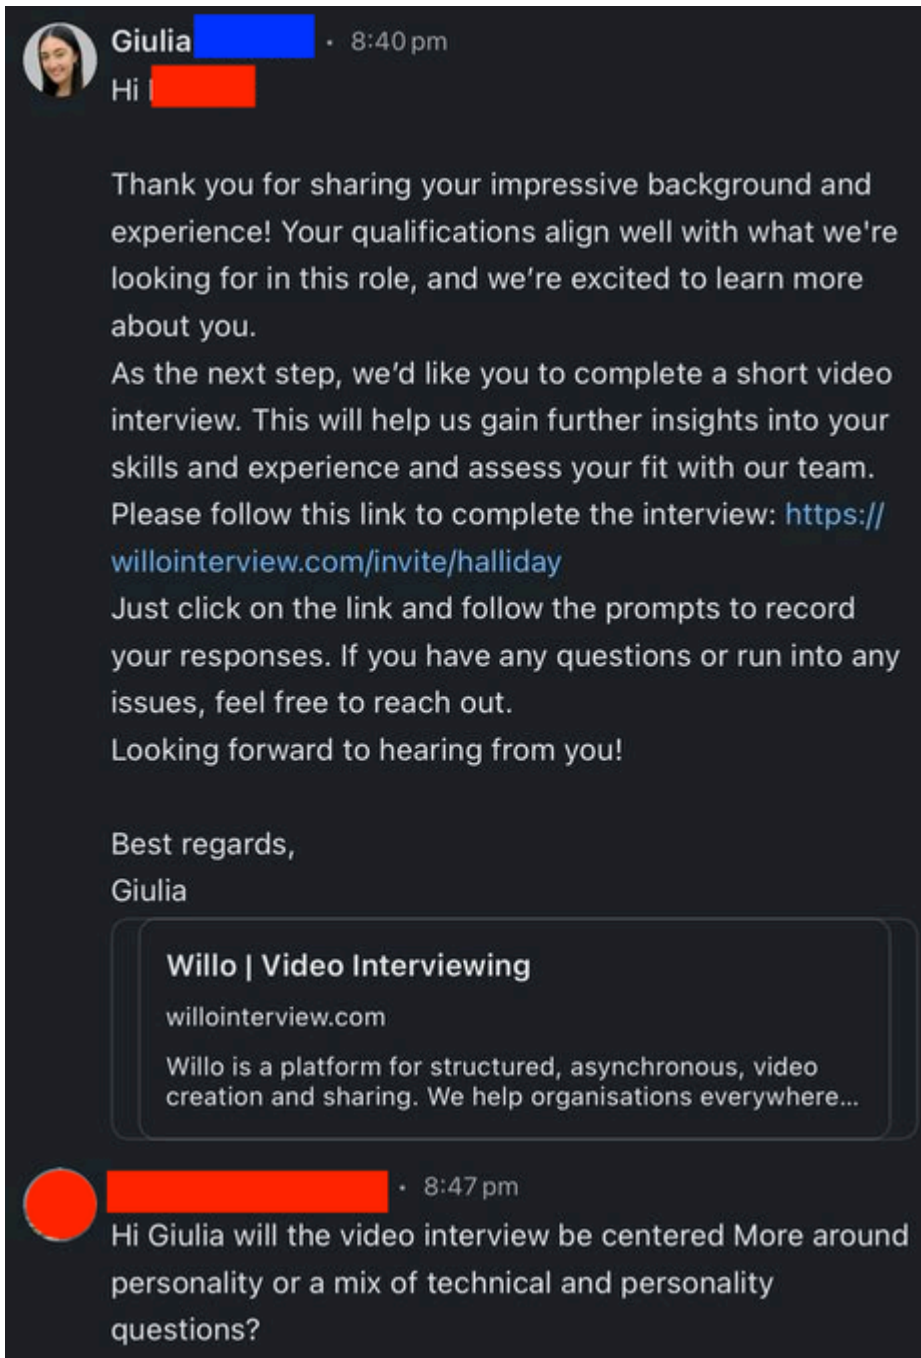 Giulia · 8:40 pm
Hi
Thank you for sharing your impressive background and
experience! Your qualifications align well with what we're
looking for in this role, and we’re excited to learn more
about you.
As the next step, we’d like you to complete a short video
interview. This will help us gain further insights into your
skills and experience and assess your fit with our team.
Please follow this link to complete the interview: https://
willointerview.com/invite/halliday
Just click on the link and follow the prompts to record
your responses. If you have any questions or run into any
issues, feel free to reach out.
Looking forward to hearing from you!
Best regards,
Giulia
Willo | Video Interviewing
willointerview.com
Willo is a platform for structured, asynchronous, video
creation and sharing. We help organisations everywhere...
· 8:47 pm
Hi Giulia will the video interview be centered More around
personality or a mix of technical and personality
questions?